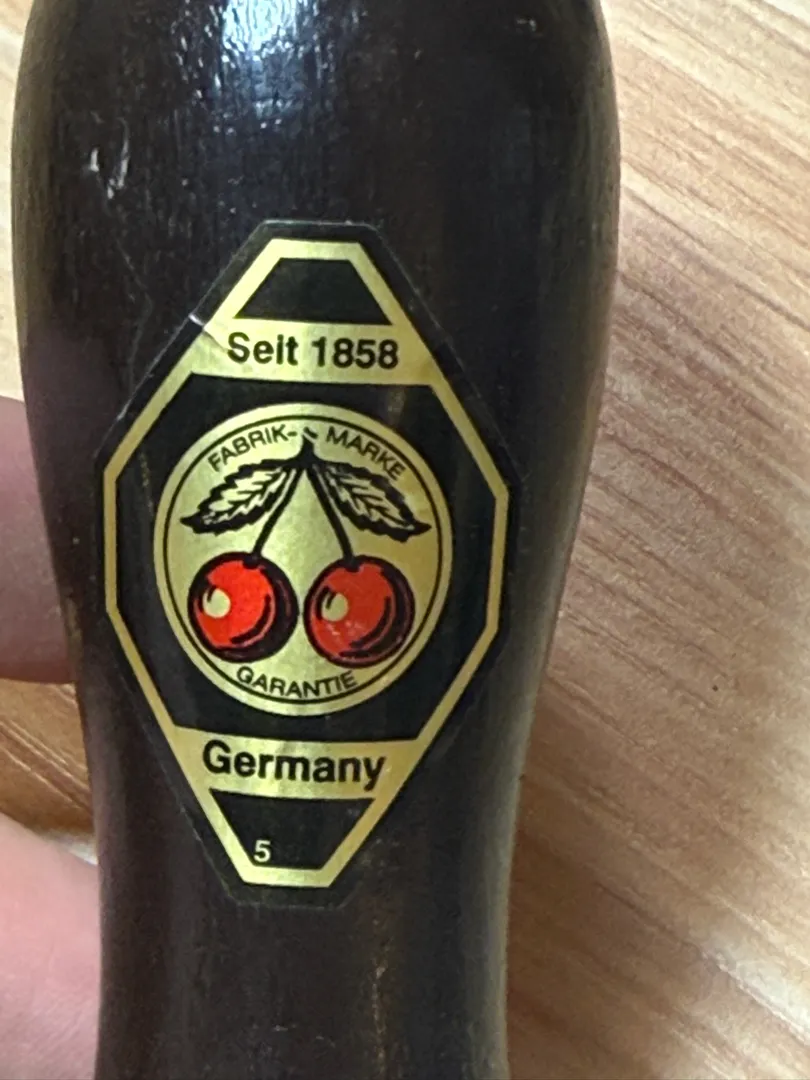 Seit 1858
FABRIK- MARKE
GARANTIE
Germany
5